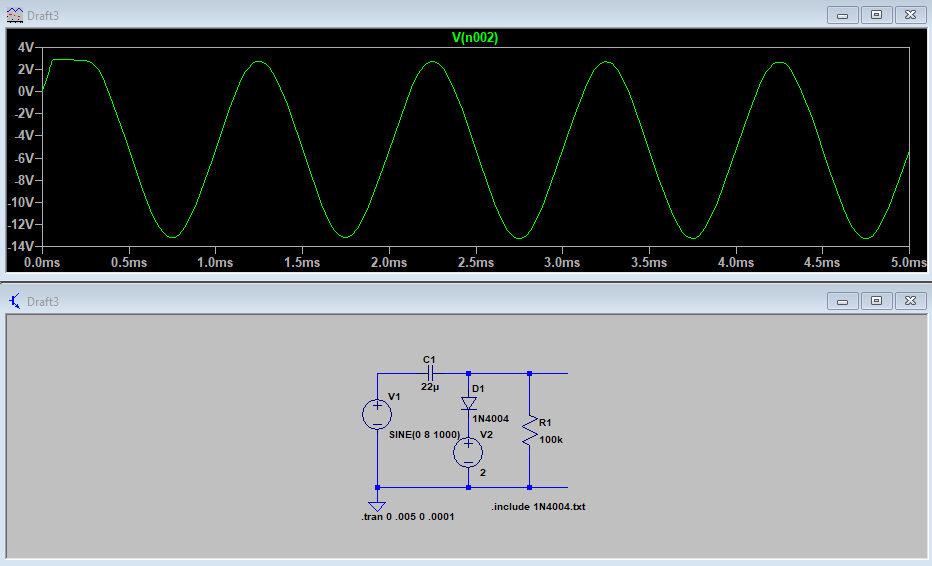 Draft3
V(n002)
4V
2V
0V
-2V
-4V
-6V
-8V
-10V
-12V
-14V
0.0ms 0.5ms 1.0ms 1.5ms 2.0ms 2.5ms 3.0ms 3.5ms 4.0ms 4.5ms 5.0ms
Draft3
C1
22µ
V1
SINE(0 8 1000)
D1
1N4004
V2
2
R1
100k
.include 1N4004.txt
.tran 0 .005 0 .0001